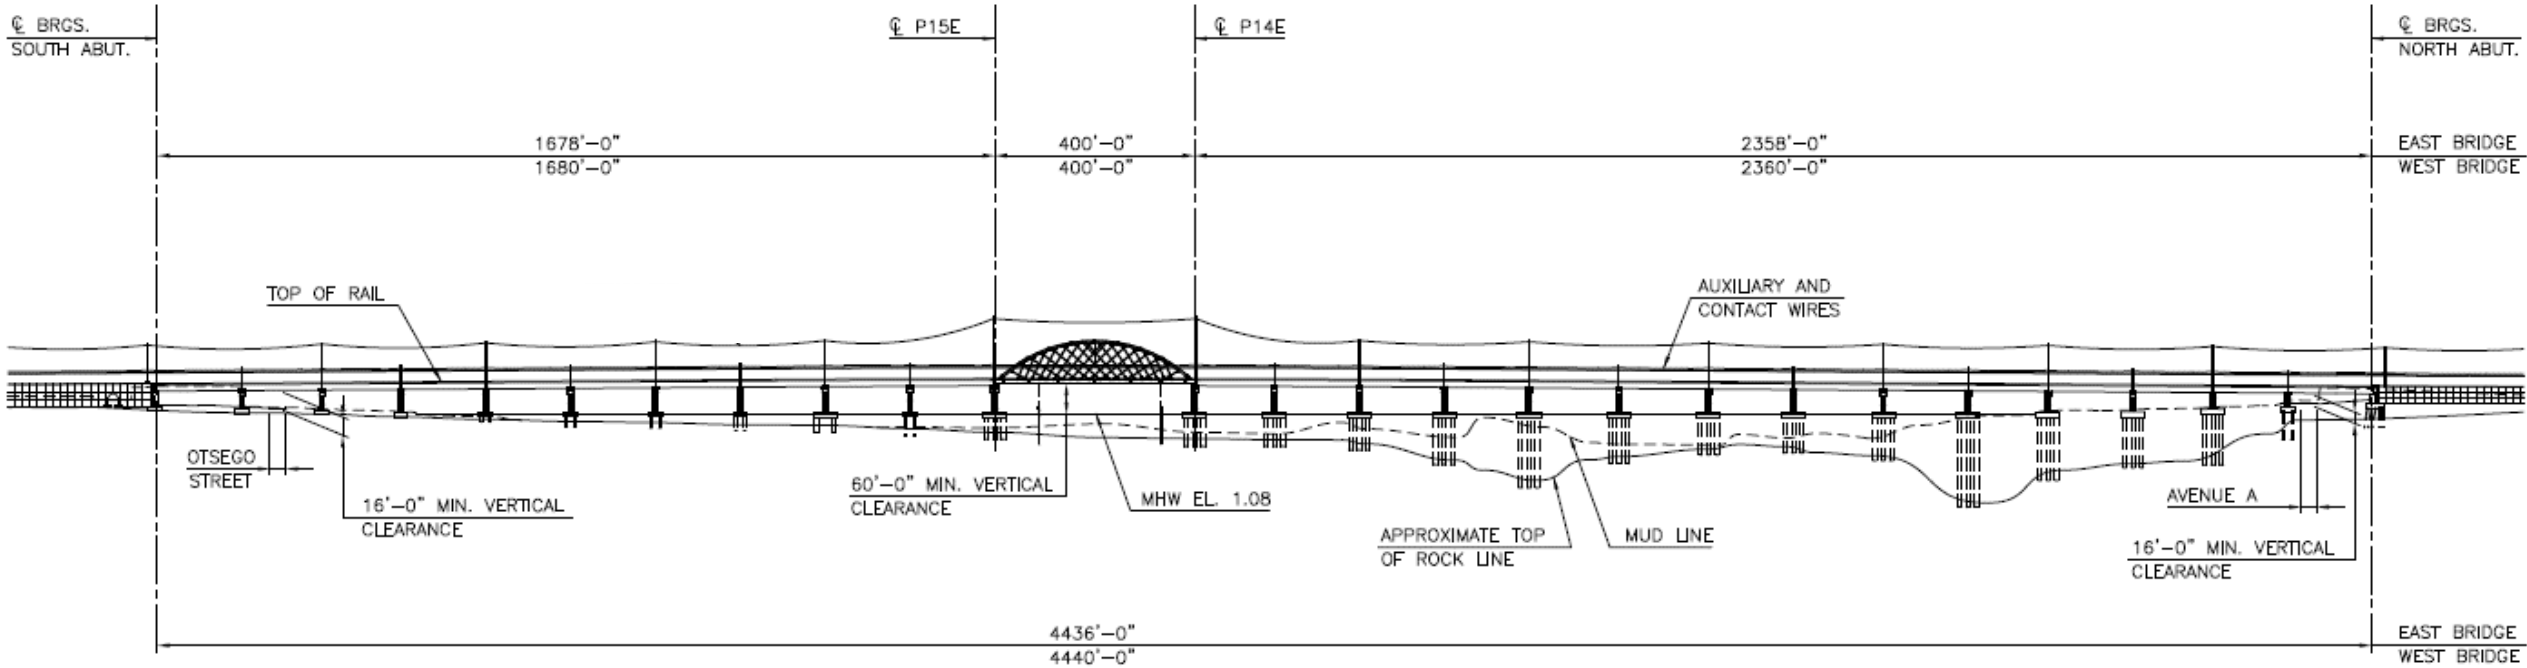 ℄ BRGS.
SOUTH ABUT.
℄ P15E
℄ P14E
℄ BRGS.
NORTH ABUT.
1678'-0"
1680'-0"
400'-0"
400'-0"
2358'-0"
2360'-0"
EAST BRIDGE
WEST BRIDGE
TOP OF RAIL
AUXILIARY AND
CONTACT WIRES
OTSEGO
STREET
16'-0" MIN. VERTICAL
CLEARANCE
60'-0" MIN. VERTICAL
CLEARANCE
MHW EL. 1.08
APPROXIMATE TOP
OF ROCK LINE
MUD LINE
AVENUE A
16'-0" MIN. VERTICAL
CLEARANCE
4436'-0"
4440'-0"
EAST BRIDGE
WEST BRIDGE